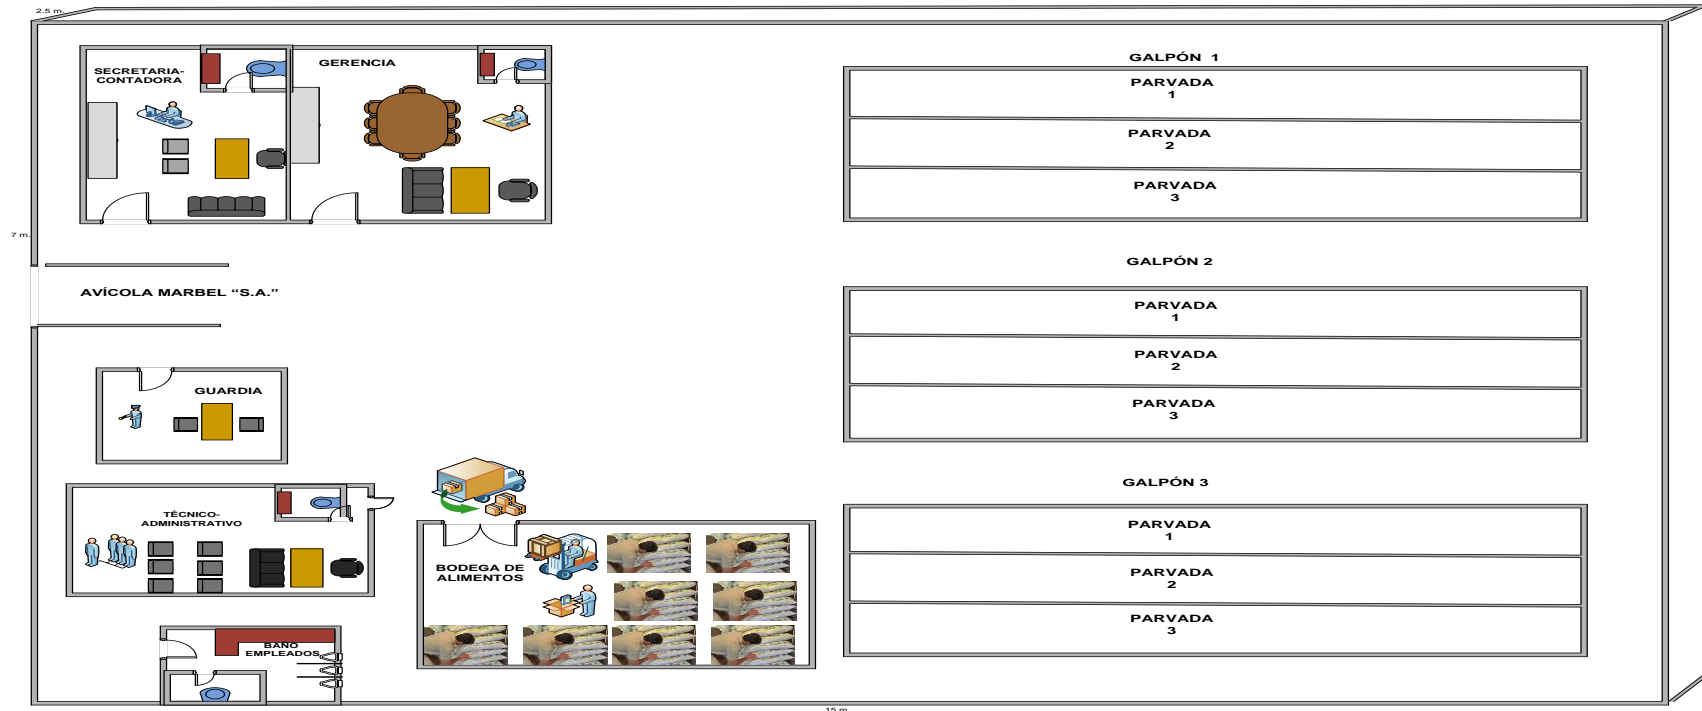 2.5 m.
SECRETARIA-
CONTADORA
GERENCIA
GALPÓN 1
PARVADA
1
PARVADA
2
PARVADA
3
7 m.
GALPÓN 2
AVÍCOLA MARBEL “S.A.”
PARVADA
1
PARVADA
2
PARVADA
3
GUARDIA
GALPÓN 3
TÉCNICO-
ADMINISTRATIVO
PARVADA
1
PARVADA
2
PARVADA
3
BODEGA DE
ALIMENTOS
BAÑO
EMPLEADOS
15 m